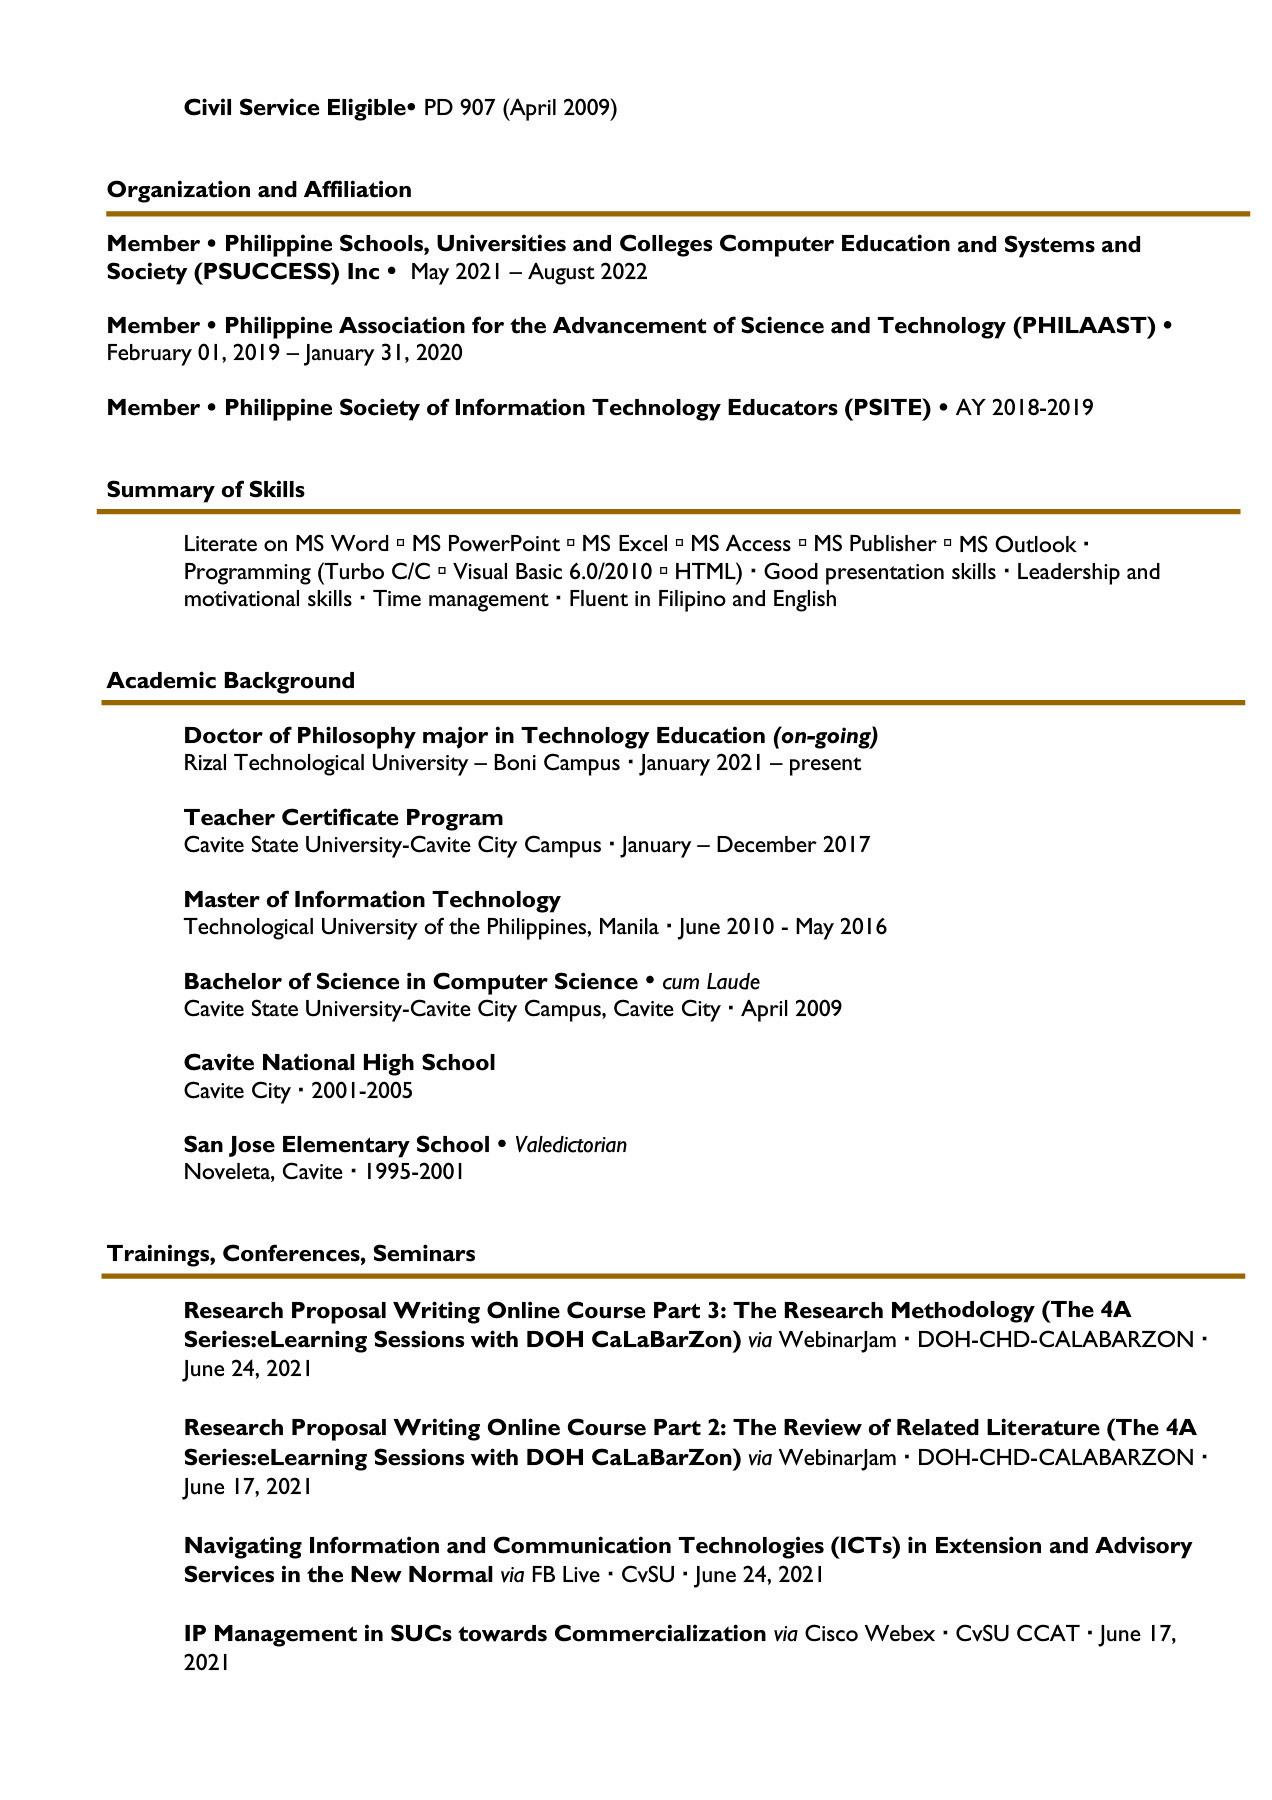 Civil Service Eligible• PD 907 (April 2009)
Organization and Affiliation
Member • Philippine Schools, Universities and Colleges Computer Education and Systems and
Society (PSUCCESS) Inc • May 2021 – August 2022
Member • Philippine Association for the Advancement of Science and Technology (PHILAAST) •
February 01, 2019 – January 31, 2020
Member • Philippine Society of Information Technology Educators (PSITE) • AY 2018-2019
Summary of Skills
Literate on MS Word ▫ MS PowerPoint ▫ MS Excel ▫ MS Access ▫ MS Publisher ▫ MS Outlook ·
Programming (Turbo C/C ▫ Visual Basic 6.0/2010 ▫ HTML) · Good presentation skills · Leadership and
motivational skills · Time management · Fluent in Filipino and English
Academic Background
Doctor of Philosophy major in Technology Education (on-going)
Rizal Technological University – Boni Campus · January 2021 – present
Teacher Certificate Program
Cavite State University-Cavite City Campus · January – December 2017
Master of Information Technology
Technological University of the Philippines, Manila · June 2010 - May 2016
Bachelor of Science in Computer Science • cum Laude
Cavite State University-Cavite City Campus, Cavite City · April 2009
Cavite National High School
Cavite City · 2001-2005
San Jose Elementary School • Valedictorian
Noveleta, Cavite · 1995-2001
Trainings, Conferences, Seminars
Research Proposal Writing Online Course Part 3: The Research Methodology (The 4A
Series:eLearning Sessions with DOH CaLaBarZon) via WebinarJam · DOH-CHD-CALABARZON ·
June 24, 2021
Research Proposal Writing Online Course Part 2: The Review of Related Literature (The 4A
Series:eLearning Sessions with DOH CaLaBarZon) via WebinarJam · DOH-CHD-CALABARZON ·
June 17, 2021
Navigating Information and Communication Technologies (ICTs) in Extension and Advisory
Services in the New Normal via FB Live · CvSU · June 24, 2021
IP Management in SUCs towards Commercialization via Cisco Webex · CvSU CCAT · June 17,
2021